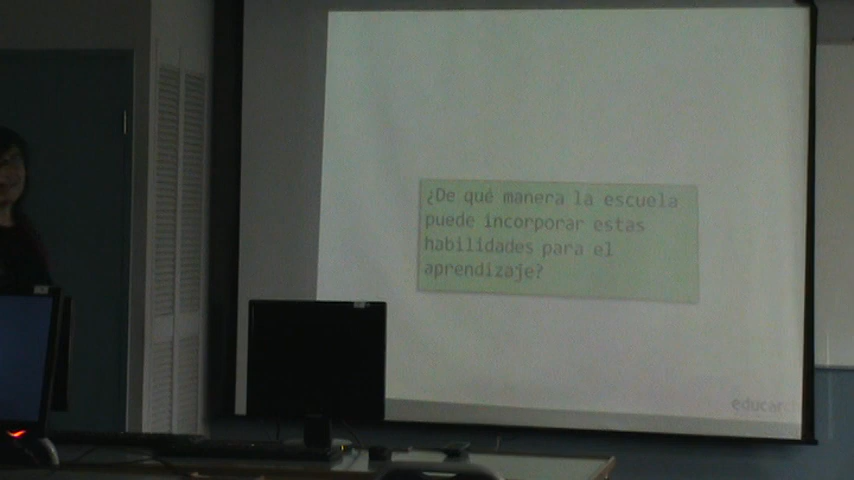 ¿De qué manera la escuela
puede incorporar estas
habilidades para el
aprendizaje?
educar